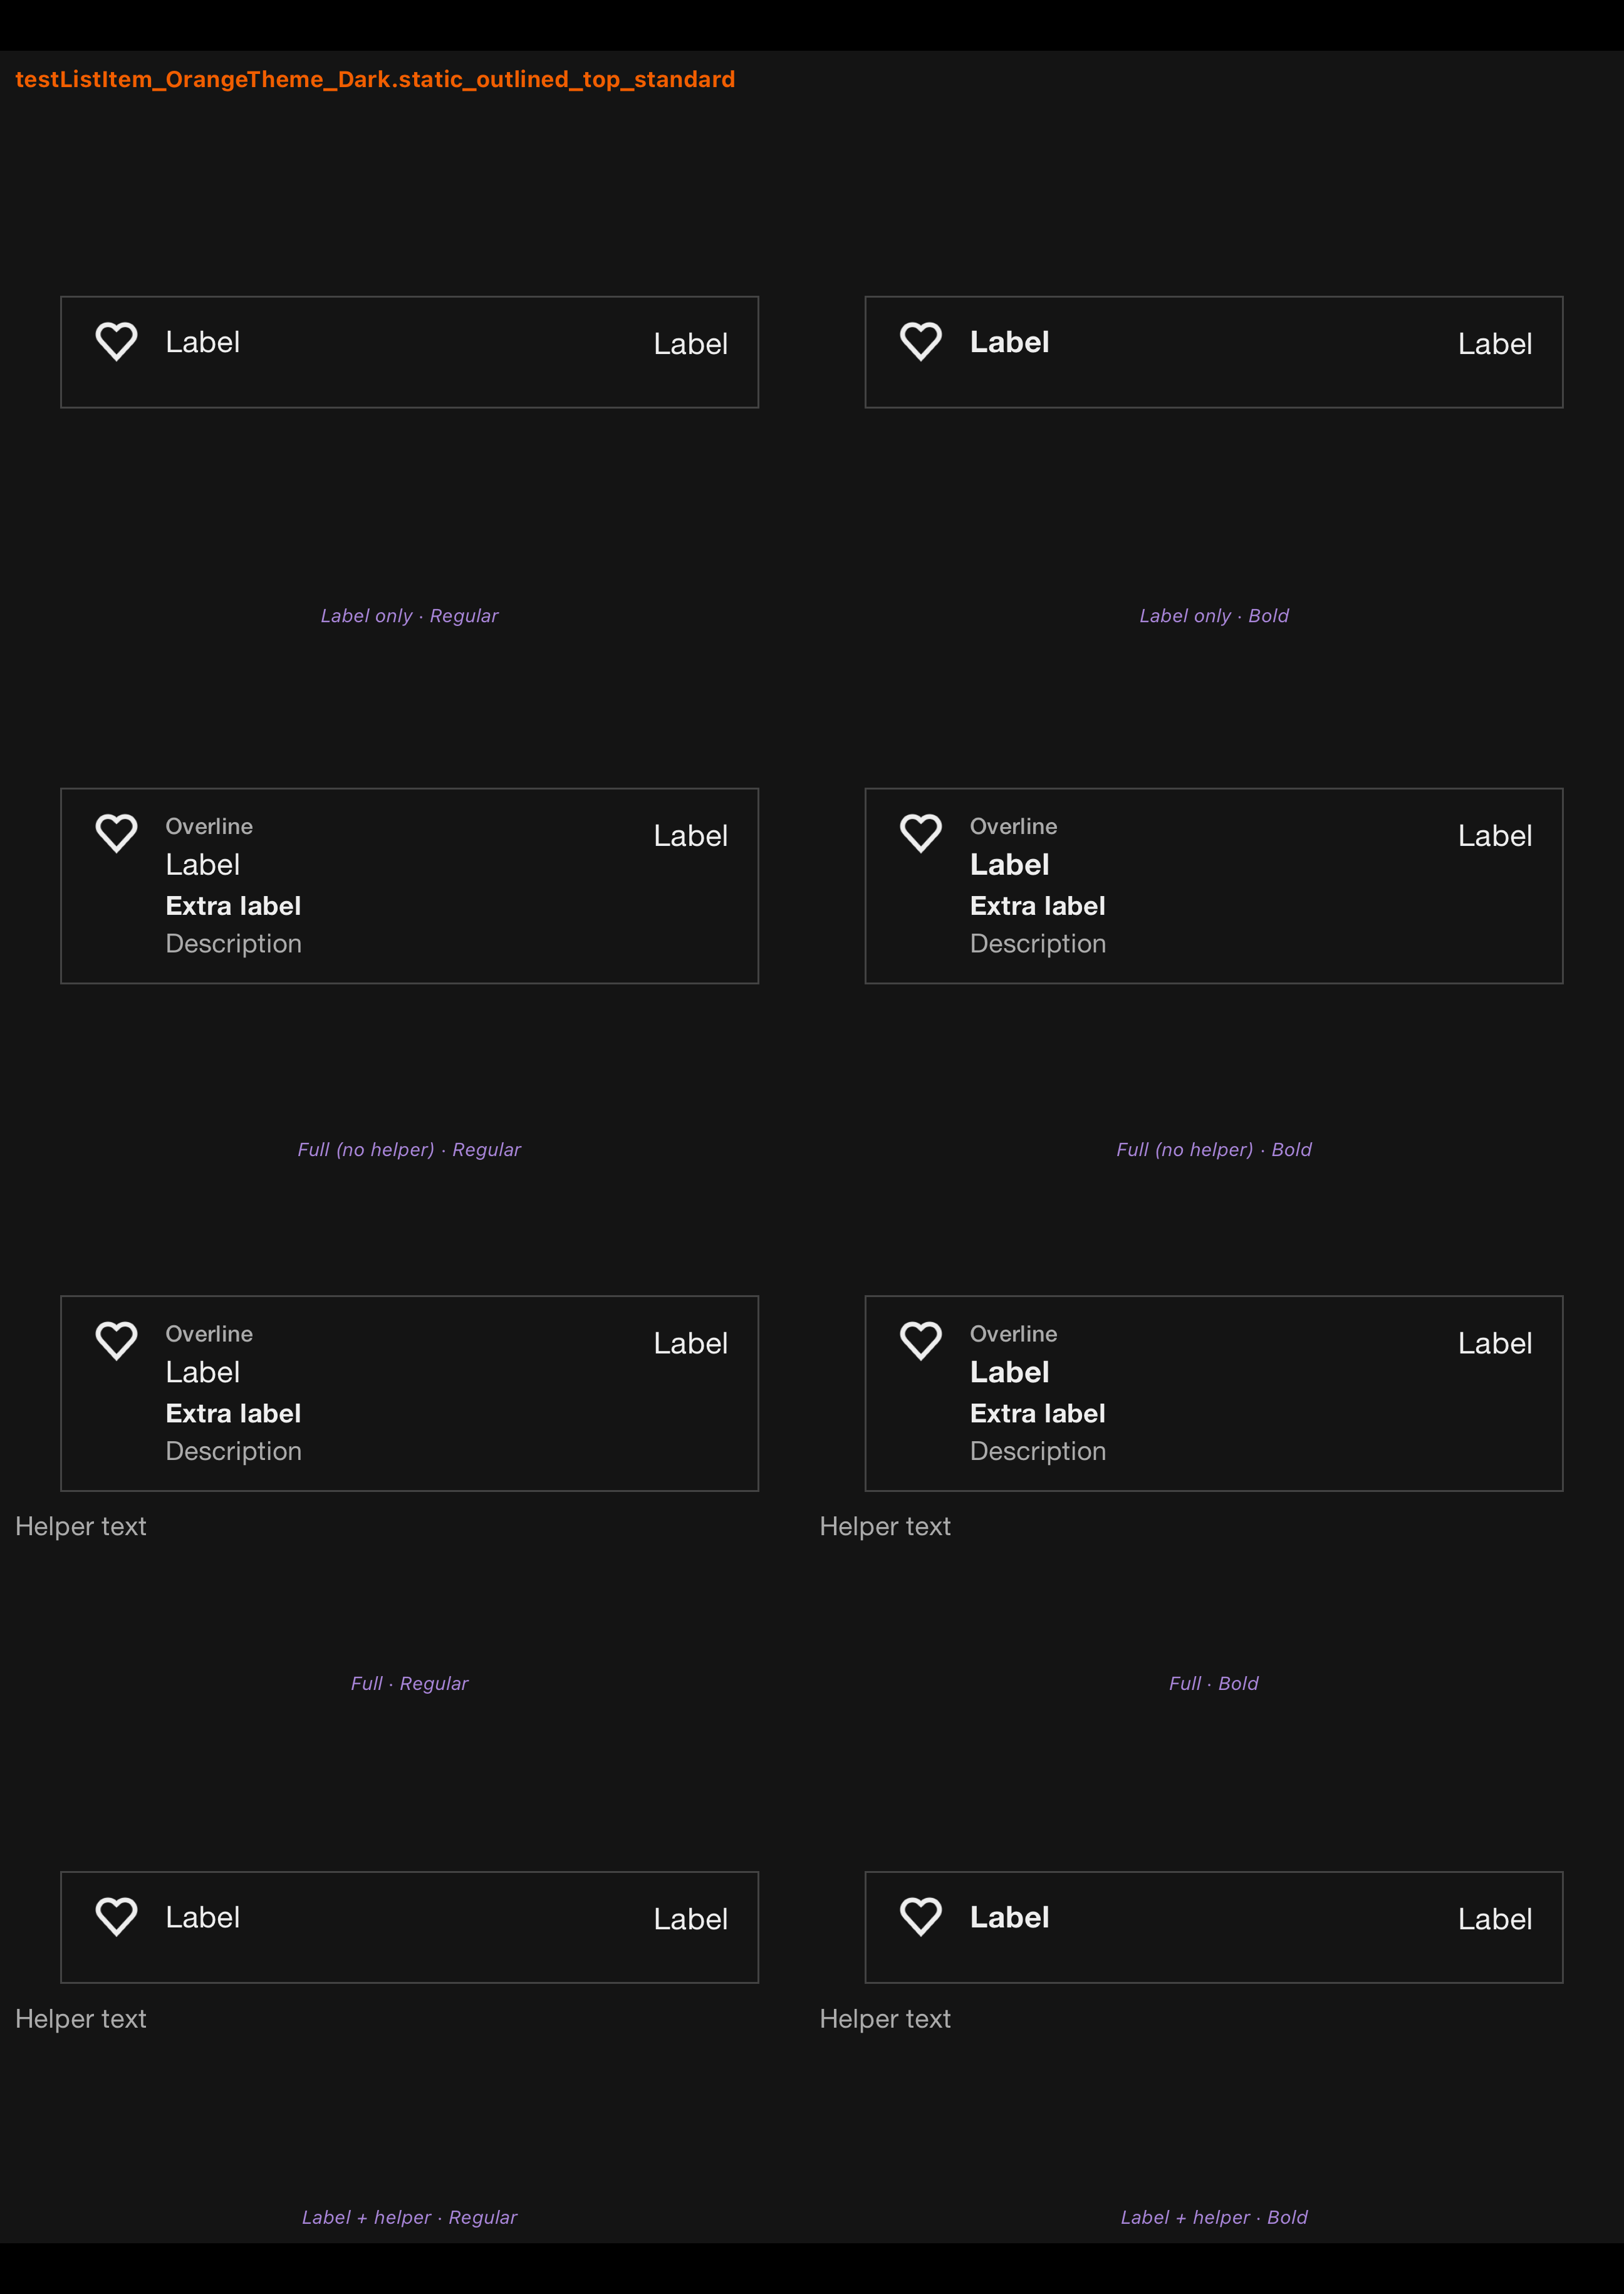 testListItem_OrangeTheme_Dark.static_outlined_top_standard
Label Label
Label Label
Label only · Regular
Label only · Bold
Overline
Label
Label
Extra label
Description
Overline
Label
Label
Extra label
Description
Full (no helper) · Regular
Full (no helper) · Bold
Overline
Label
Label
Extra label
Description
Helper text
Overline
Label
Label
Extra label
Description
Helper text
Full · Regular
Full · Bold
Label Label
Helper text
Label Label
Helper text
Label + helper · Regular
Label + helper · Bold